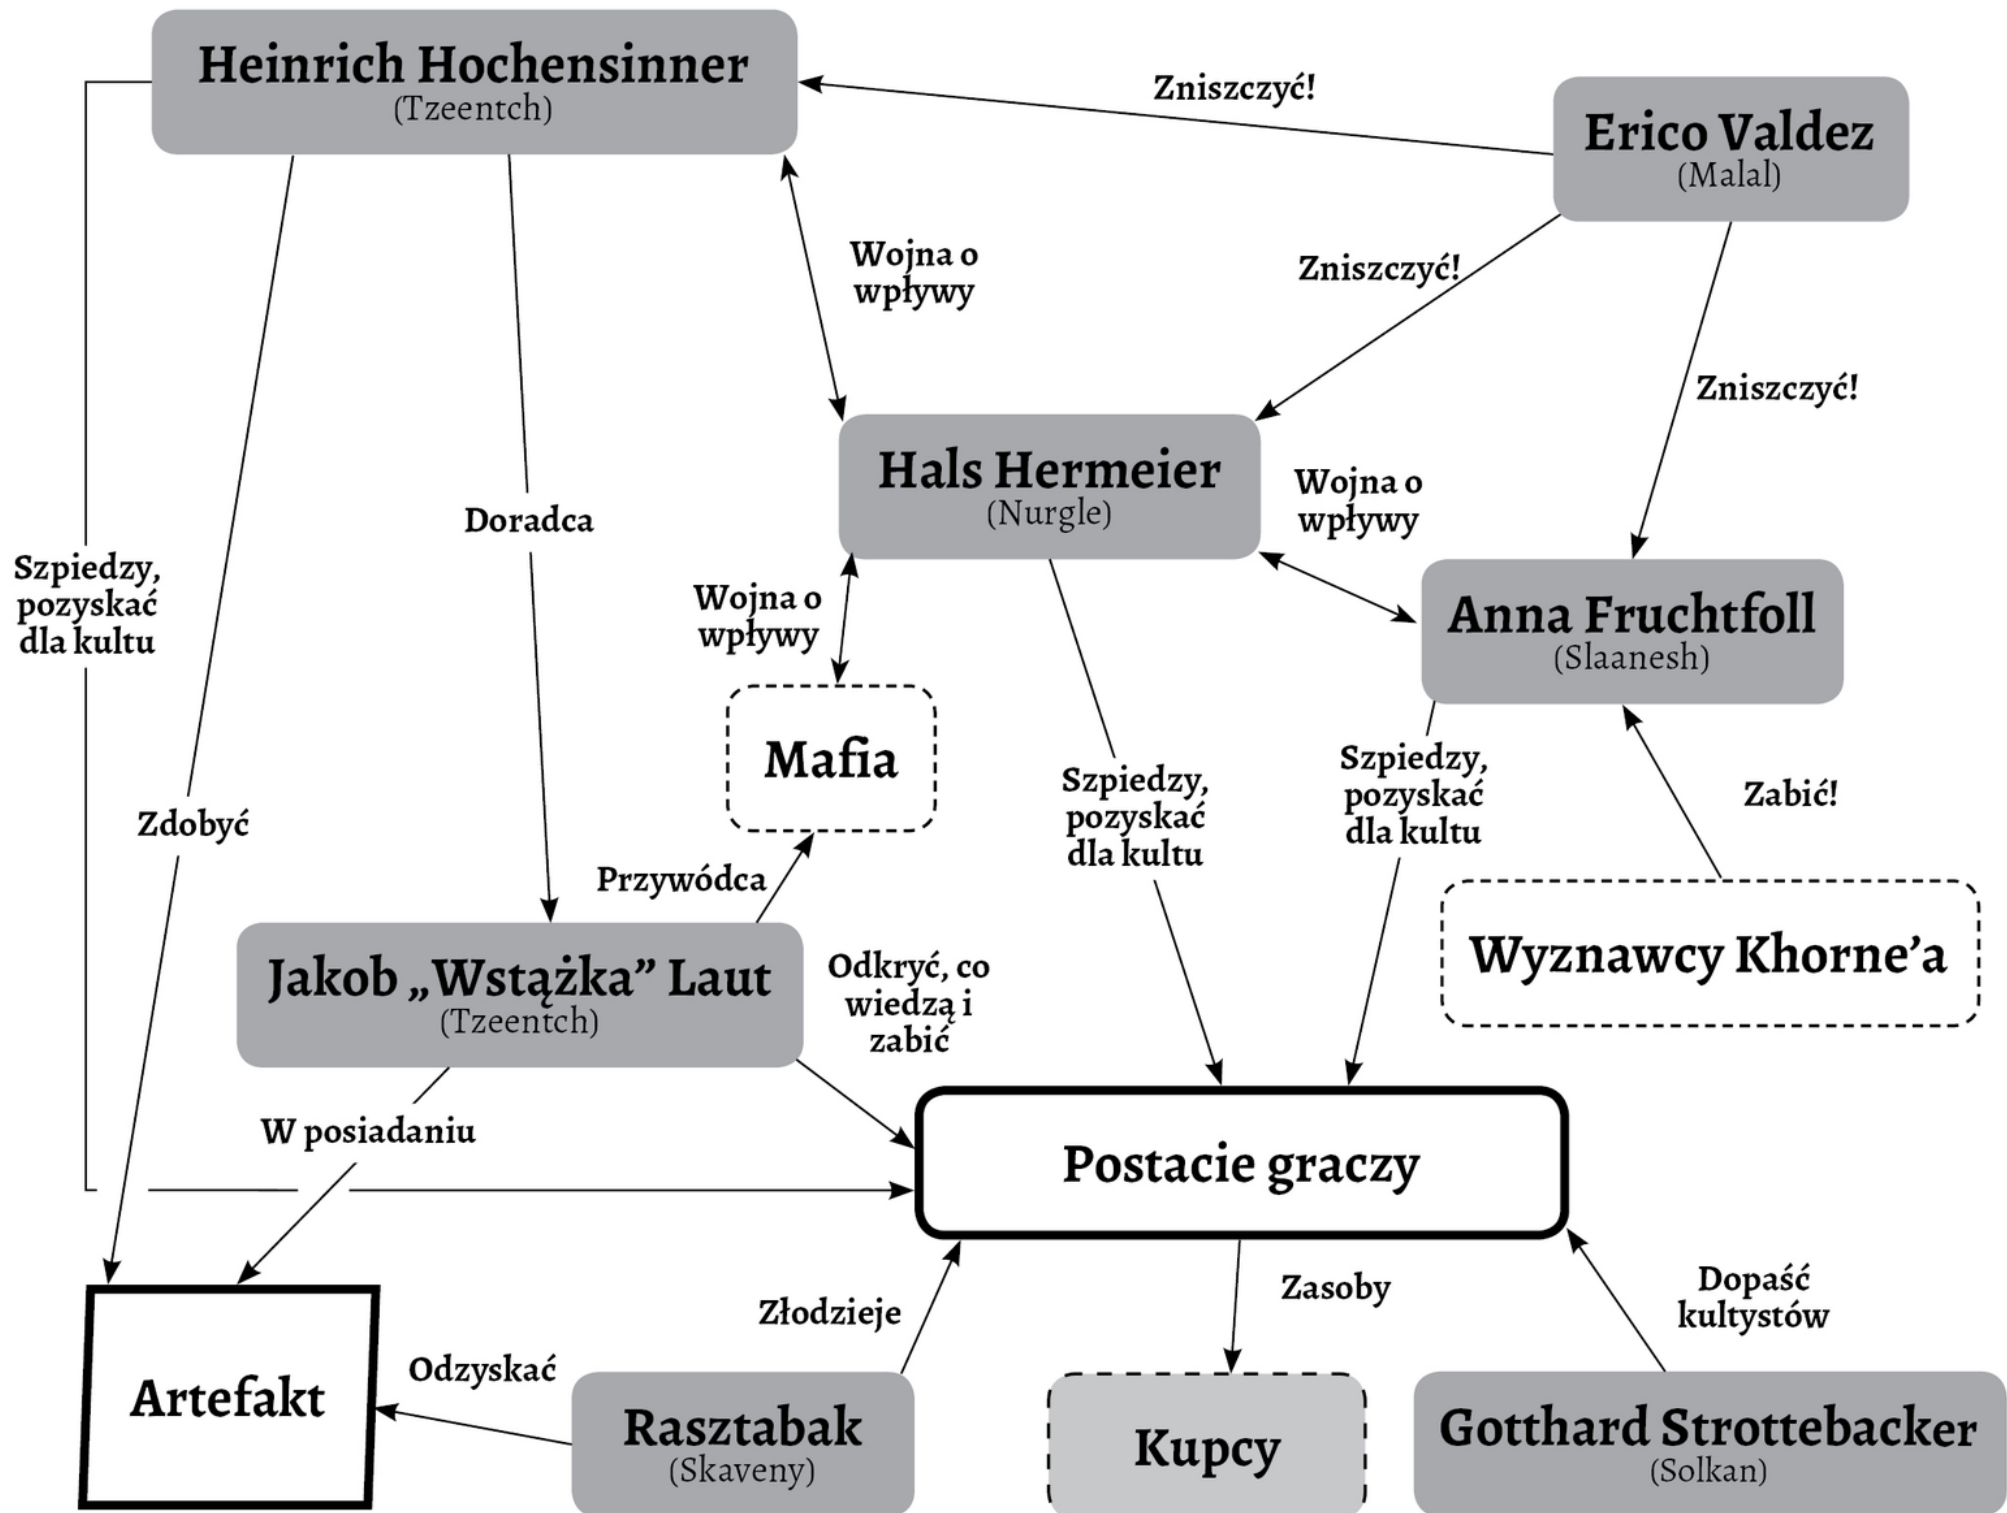 Heinrich Hochensinner
(Tzeentch)
Zniszczyć!
Erico Valdez
(Malal)
Wojna o
wpływy
Zniszczyć!
Zniszczyć!
Hals Hermeier
(Nurgle)
Wojna o
wpływy
Doradca
Szpiedzy,
pozyskać
dla kultu
Wojna o
wpływy
Anna Fruchtfoll
(Slaanesh)
Mafia
Szpiedzy,
pozyskać
dla kultu
Szpiedzy,
pozyskać
dla kultu
Zabić!
Zdobyć
Przywódca
Wyznawcy Khorne’a
Jakob „Wstążka” Laut
(Tzeentch)
Odkryć, co
wiedzą i
zabić
W posiadaniu
Postacie graczy
Złodzieje
Zasoby
Dopaść
kultystów
Artefakt
Odzyskać
Rasztabak
(Skaveny)
Kupcy
Gotthard Strottebacker
(Solkan)